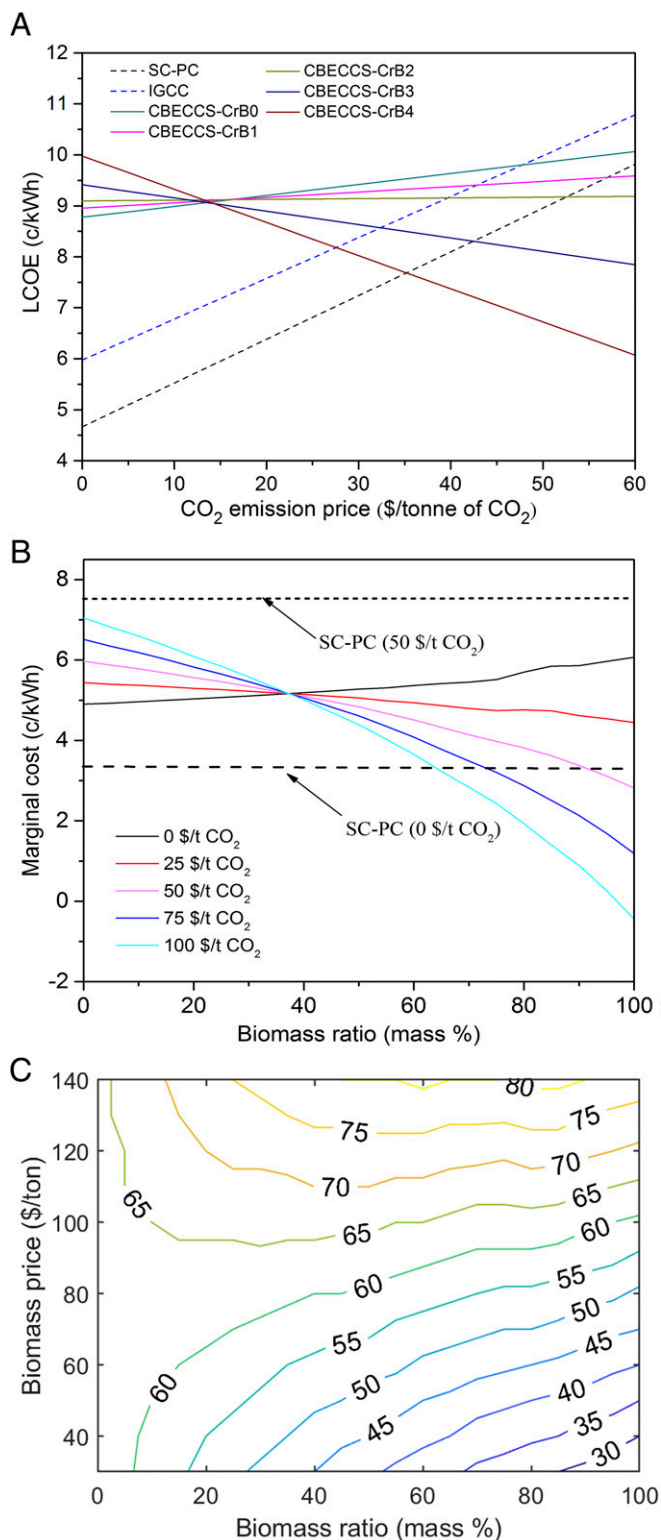 A
12
11
10
9
8
7
6
5
4
LCOE (c/kWh)
SC-PC
IGCC
CBECCS-CrB0
CBECCS-CrB1
CBECCS-CrB2
CBECCS-CrB3
CBECCS-CrB4
0 10 20 30 40 50 60
CO₂ emission price ($/tonne of CO₂)
B
8
6
4
2
0
-2
Marginal cost (c/kWh)
SC-PC (50 $/t CO₂)
SC-PC (0 $/t CO₂)
0 $/t CO₂
25 $/t CO₂
50 $/t CO₂
75 $/t CO₂
100 $/t CO₂
0 20 40 60 80 100
Biomass ratio (mass %)
C
140
120
100
80
60
40
Biomass price ($/ton)
80
75 75
70 70
65 65 65
60 60 60
55 55
50 50
45 45
40
35
30
0 20 40 60 80 100
Biomass ratio (mass %)